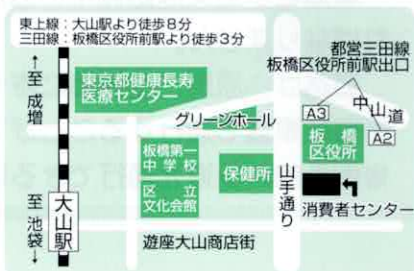 東上線：大山駅より徒歩8分
三田線：板橋区役所前駅より徒歩3分
都営三田線
板橋区役所前駅出口
↑至 成増
東京都健康長寿
医療センター
中山道
A3
A2
グリーンホール
板橋
区役所
板橋第一
中学校
保健所
山手通り
区立
文化会館
消費者センター
大山駅
至 池袋↓
遊座大山商店街